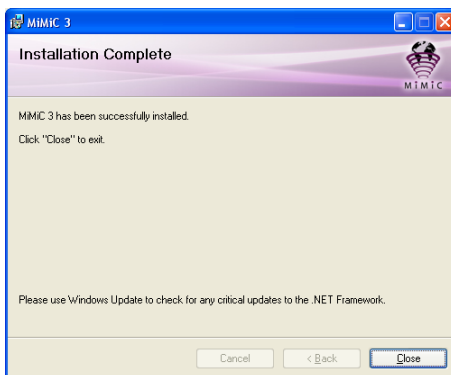 MiMiC 3
Installation Complete
MiMiC
MiMiC 3 has been successfully installed.
Click "Close" to exit.
Please use Windows Update to check for any critical updates to the .NET Framework.
Cancel
< Back
Close